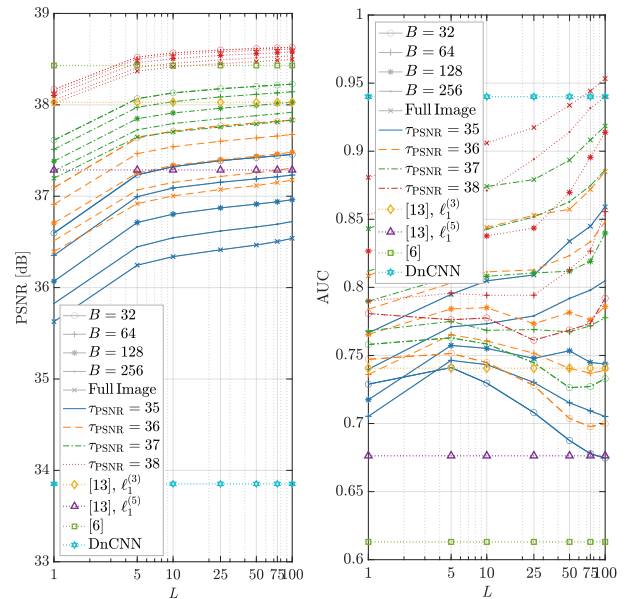 39
38
37
36
35
34
33
PSNR [dB]
B = 32
B = 64
B = 128
B = 256
Full Image
τPSNR = 35
τPSNR = 36
τPSNR = 37
τPSNR = 38
[13], ℓ₁⁽³⁾
[13], ℓ₁⁽⁵⁾
[6]
DnCNN
1 5 10 25 50 75 100
L
1
0.95
0.9
0.85
0.8
0.75
0.7
0.65
0.6
AUC
B = 32
B = 64
B = 128
B = 256
Full Image
τPSNR = 35
τPSNR = 36
τPSNR = 37
τPSNR = 38
[13], ℓ₁⁽³⁾
[13], ℓ₁⁽⁵⁾
[6]
DnCNN
1 5 10 25 50 75 100
L